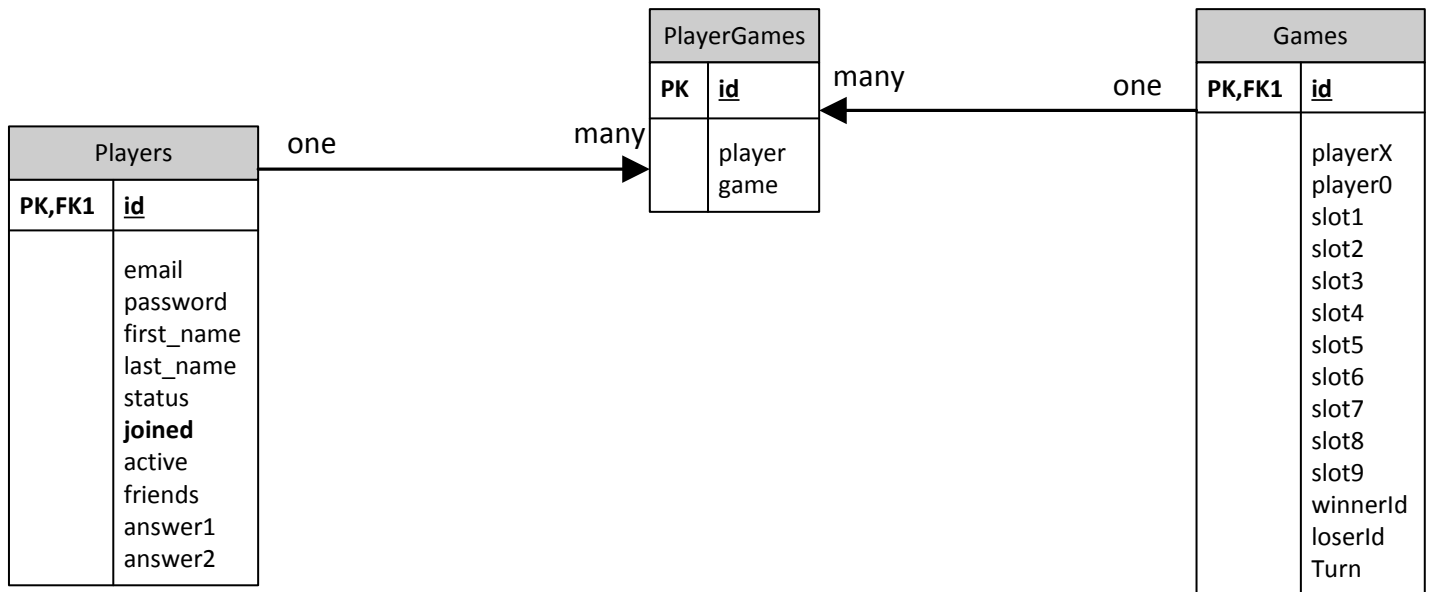 Players
PK,FK1 id
email
password
first_name
last_name
status
joined
active
friends
answer1
answer2
one
many
PlayerGames
PK id
player
game
many
one
Games
PK,FK1 id
playerX
player0
slot1
slot2
slot3
slot4
slot5
slot6
slot7
slot8
slot9
winnerId
loserId
Turn